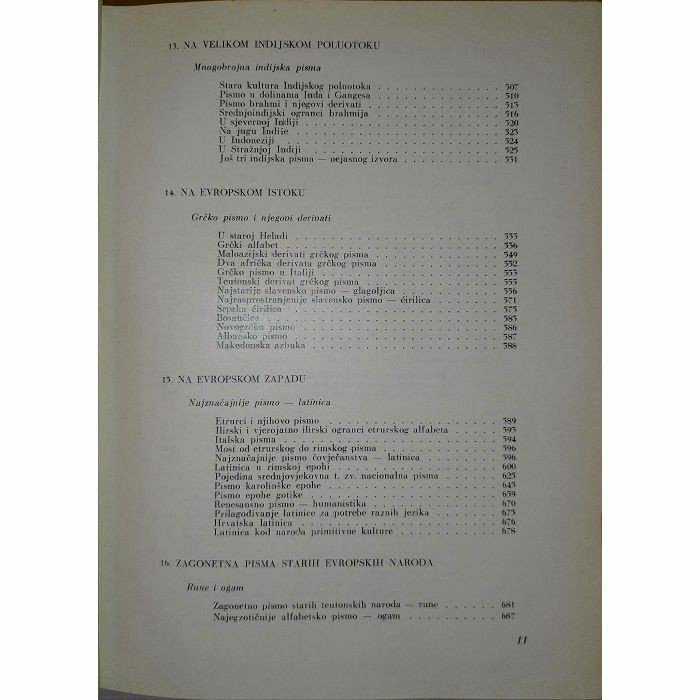 13. NA VELIKOM INDIJSKOM POLUOTOKU
Mnogobrojna indijska pisma
Stara kultura Indijskog poluotoka . . . . . . . . . . 507
Pismo u dolinama Inda i Gangesa . . . . . . . . . . 510
Pismo brahmi i njegovi derivati . . . . . . . . . . 513
Srednjoindijski ogranci brahmija . . . . . . . . . . 516
U sjevernoj Indiji . . . . . . . . . . 520
Na jugu Indije . . . . . . . . . . 523
U Indoneziji . . . . . . . . . . 524
U Stražnjoj Indiji . . . . . . . . . . 525
Još tri indijska pisma — nejasnog izvora . . . . . . . . . . 531
14. NA EVROPSKOM ISTOKU
Grčko pismo i njegovi derivati
U staroj Heladi . . . . . . . . . . 533
Grčki alfabet . . . . . . . . . . 536
Maloazijski derivati grčkog pisma . . . . . . . . . . 549
Dva afrička derivata grčkog pisma . . . . . . . . . . 552
Grčko pismo u Italiji . . . . . . . . . . 553
Teutonski derivat grčkog pisma . . . . . . . . . . 555
Najstarije slavensko pismo — glagoljica . . . . . . . . . . 556
Najrasprostranjenije slavensko pismo — ćirilica . . . . . . . . . . 571
Srpska ćirilica . . . . . . . . . . 575
Bosančica . . . . . . . . . . 583
Novogrčko pismo . . . . . . . . . . 586
Albansko pismo . . . . . . . . . . 587
Makedonska azbuka . . . . . . . . . . 588
15. NA EVROPSKOM ZAPADU
Najznačajnije pismo — latinica
Etrurci i njihovo pismo . . . . . . . . . . 589
Ilirski i vjerojatno ilirski ogranci etrurskog alfabeta . . . . . . . . . . 593
Italska pisma . . . . . . . . . . 594
Most od etrurskog do rimskog pisma . . . . . . . . . . 596
Najznačajnije pismo čovječanstva — latinica . . . . . . . . . . 596
Latinica u rimskoj epohi . . . . . . . . . . 600
Pojedina srednjovjekovna t. zv. nacionalna pisma . . . . . . . . . . 625
Pismo karolinške epohe . . . . . . . . . . 645
Pismo epohe gotike . . . . . . . . . . 659
Renesansno pismo — humanistika . . . . . . . . . . 670
Prilagođivanje latinice za potrebe raznih jezika . . . . . . . . . . 675
Hrvatska latinica . . . . . . . . . . 676
Latinica kod naroda primitivne kulture . . . . . . . . . . 678
16. ZAGONETNA PISMA STARIH EVROPSKIH NARODA
Rune i ogam
Zagonetno pismo starih teutonskih naroda — rune . . . . . . 681
Najegzotičnije alfabetsko pismo — ogam . . . . . . . . . . 687
11